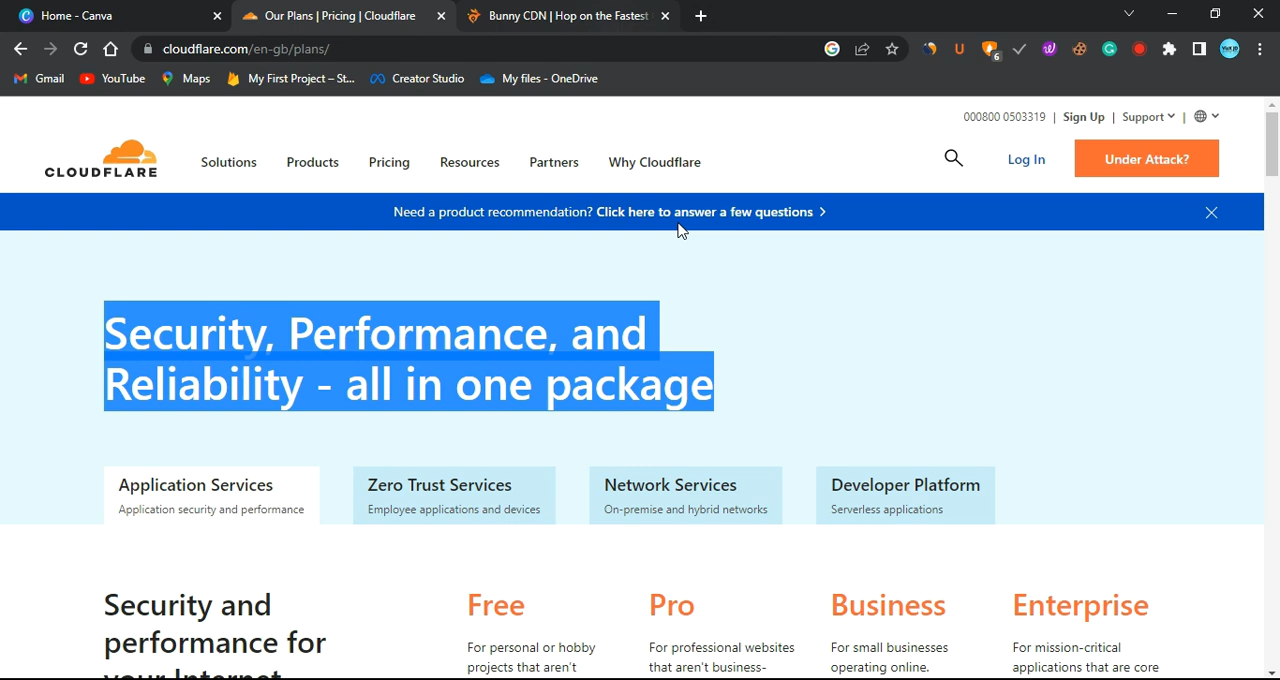 Home - Canva
Our Plans | Pricing | Cloudflare
Bunny CDN | Hop on the Fastest
cloudflare.com/en-gb/plans/
6
Gmail
YouTube
Maps
My First Project – St...
Creator Studio
My files - OneDrive
000800 0503319 | Sign Up | Support |
CLOUDFLARE
Solutions
Products
Pricing
Resources
Partners
Why Cloudflare
Log In
Under Attack?
Need a product recommendation? Click here to answer a few questions
Security, Performance, and
Reliability - all in one package
Application Services
Application security and performance
Zero Trust Services
Employee applications and devices
Network Services
On-premise and hybrid networks
Developer Platform
Serverless applications
Security and
performance for
your Internet
Free
For personal or hobby
projects that aren't
Pro
For professional websites
that aren't business-
Business
For small businesses
operating online.
Enterprise
For mission-critical
applications that are core